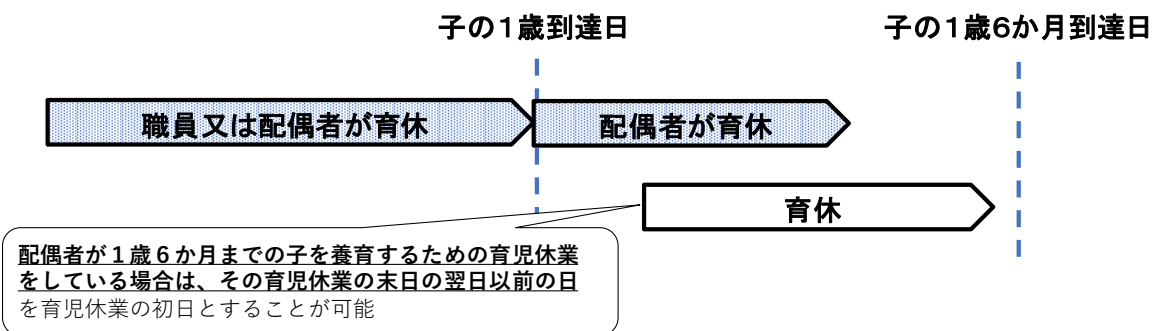 子の1歳到達日
子の1歳6か月到達日
職員又は配偶者が育休
配偶者が育休
育休
配偶者が１歳６か月までの子を養育するための育児休業
をしている場合は、その育児休業の末日の翌日以前の日
を育児休業の初日とすることが可能